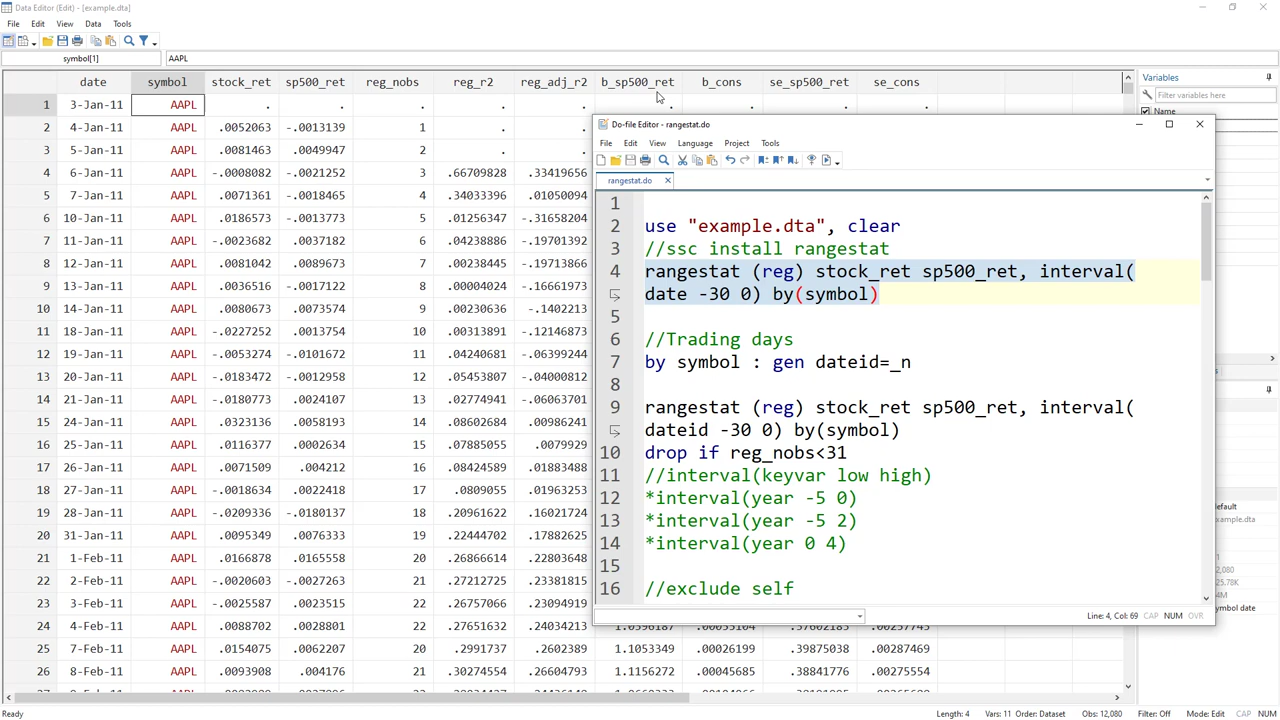 Data Editor (Edit) - [example.dta]
File Edit View Data Tools
symbol[1] AAPL
date symbol stock_ret sp500_ret reg_nobs reg_r2 reg_adj_r2 b_sp500_ret b_cons se_sp500_ret se_cons
1 3-Jan-11 AAPL . . . . . . . . .
2 4-Jan-11 AAPL .0052063 -.0013139 1 . .
3 5-Jan-11 AAPL .0081463 .0049947 2 . .
4 6-Jan-11 AAPL -.0008082 -.0021252 3 .66709828 .33419656
5 7-Jan-11 AAPL .0071361 -.0018465 4 .34033396 .01050094
6 10-Jan-11 AAPL .0186573 -.0013773 5 .01256347 -.31658204
7 11-Jan-11 AAPL -.0023682 .0037182 6 .04238886 -.19701392
8 12-Jan-11 AAPL .0081042 .0089673 7 .00238445 -.19713866
9 13-Jan-11 AAPL .0036516 -.0017122 8 .00004024 -.16661973
10 14-Jan-11 AAPL .0080673 .0073574 9 .00230636 -.1402213
11 18-Jan-11 AAPL -.0227252 .0013754 10 .00313891 -.12146873
12 19-Jan-11 AAPL -.0053274 -.0101672 11 .04240681 -.06399244
13 20-Jan-11 AAPL -.0183472 -.0012958 12 .05453807 -.04000812
14 21-Jan-11 AAPL -.0180773 .0024107 13 .02774941 -.06063701
15 24-Jan-11 AAPL .0323136 .0058193 14 .08602684 .00986241
16 25-Jan-11 AAPL .0116377 .0002634 15 .07885055 .0079929
17 26-Jan-11 AAPL .0071509 .004212 16 .08424589 .01883488
18 27-Jan-11 AAPL -.0018634 .0022418 17 .0809055 .01963253
19 28-Jan-11 AAPL -.0209336 -.0180137 18 .20961622 .16021724
20 31-Jan-11 AAPL .0095349 .0076333 19 .22444702 .17882625
21 1-Feb-11 AAPL .0166878 .0165558 20 .26866614 .22803648
22 2-Feb-11 AAPL -.0020603 -.0027263 21 .27212725 .23381815
23 3-Feb-11 AAPL -.0025587 .0023515 22 .26757066 .23094919
24 4-Feb-11 AAPL .0088702 .0028801 22 .27651631 .24034213
25 7-Feb-11 AAPL .0154075 .0062207 20 .2991737 .2602389 1.1053349 .00026199 .39875038 .00287469
26 8-Feb-11 AAPL .0093908 .004176 21 .30274554 .26604793 1.1156272 .00045685 .38841776 .00275554
Variables
Filter variables here
Name
Do-file Editor - rangestat.do
File Edit View Language Project Tools
rangestat.do
1
2 use "example.dta", clear
3 //ssc install rangestat
4 rangestat (reg) stock_ret sp500_ret, interval(
date -30 0) by(symbol)
5
6 //Trading days
7 by symbol : gen dateid=_n
8
9 rangestat (reg) stock_ret sp500_ret, interval(
dateid -30 0) by(symbol)
10 drop if reg_nobs<31
11 //interval(keyvar low high)
12 *interval(year -5 0)
13 *interval(year -5 2)
14 *interval(year 0 4)
15
16 //exclude self
Line: 4, Col: 69 CAP NUM OVR
Ready Length: 4 Vars: 11 Order: Dataset Obs: 12,080 Filter: Off Mode: Edit CAP NUM